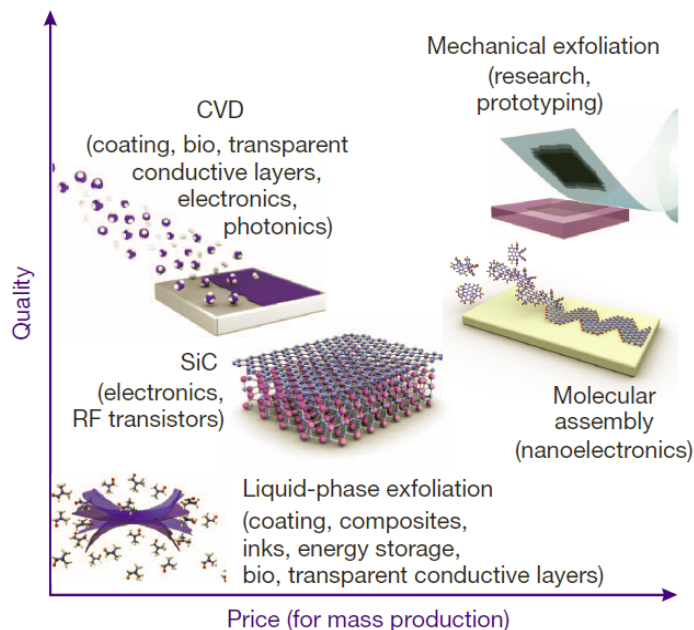 Mechanical exfoliation
(research,
prototyping)
CVD
(coating, bio, transparent
conductive layers,
electronics,
photonics)
Quality
SiC
(electronics,
RF transistors)
Molecular
assembly
(nanoelectronics)
Liquid-phase exfoliation
(coating, composites,
inks, energy storage,
bio, transparent conductive layers)
Price (for mass production)